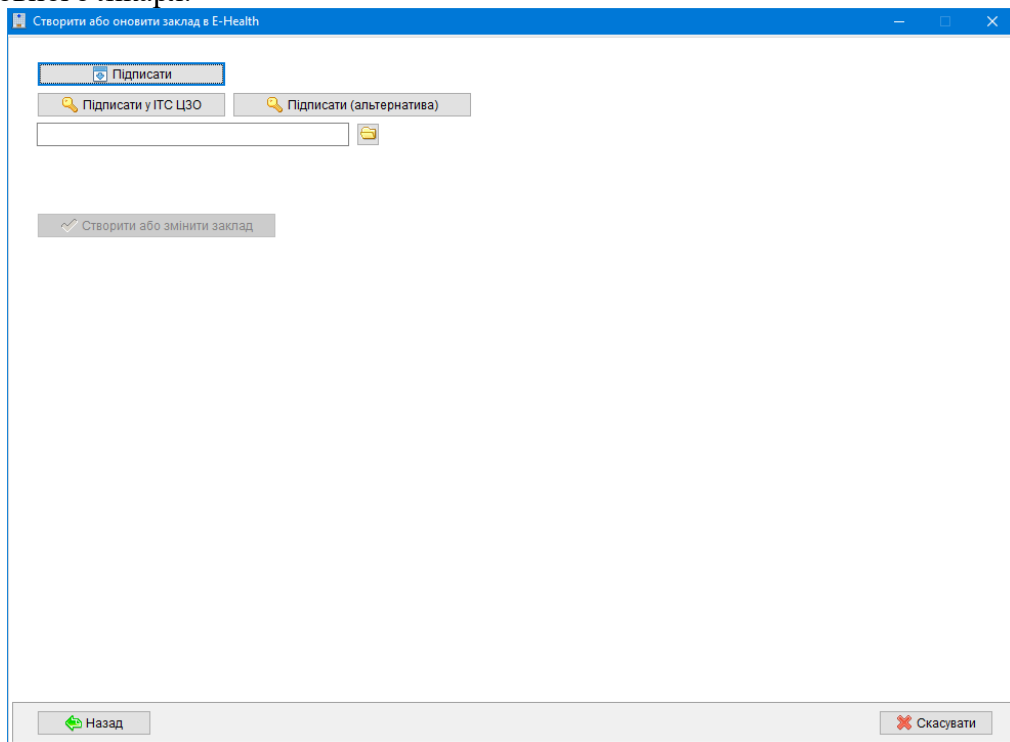 Створити або оновити заклад в E-Health
Підписати
Підписати у ІТС ЦЗО
Підписати (альтернатива)
Створити або змінити заклад
Назад
Скасувати